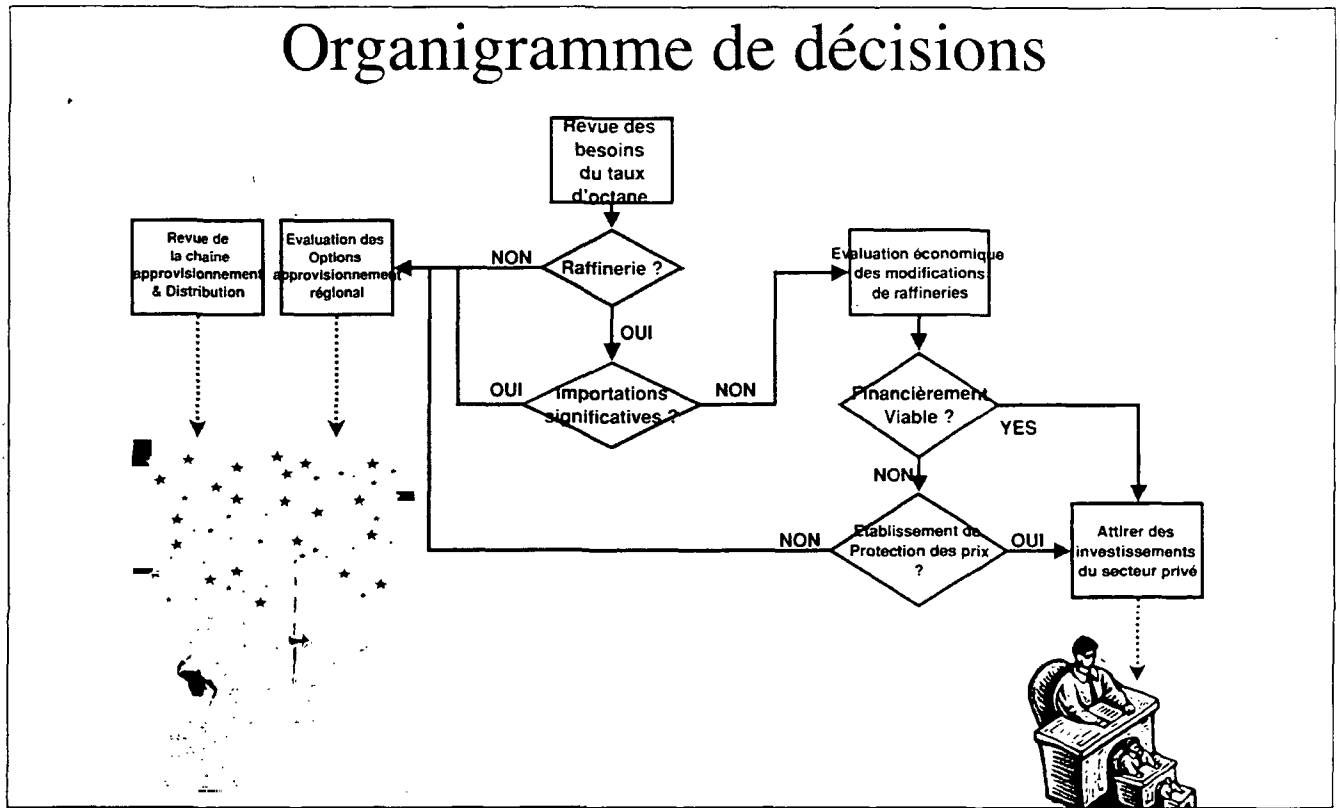 Organigramme de décisions
Revue des
besoins
du taux
d'octane
Revue de
la chaine
approvisionnement
& Distribution
Evaluation des
Options
approvisionnement
régional
NON
Raffinerie ?
Evaluation économique
des modifications
de raffineries
OUI
OUI
Importations
significatives ?
NON
Financièrement
Viable ?
YES
NON
NON
Etablissement de
Protection des prix
?
OUI
Attirer des
investissements
du secteur privé